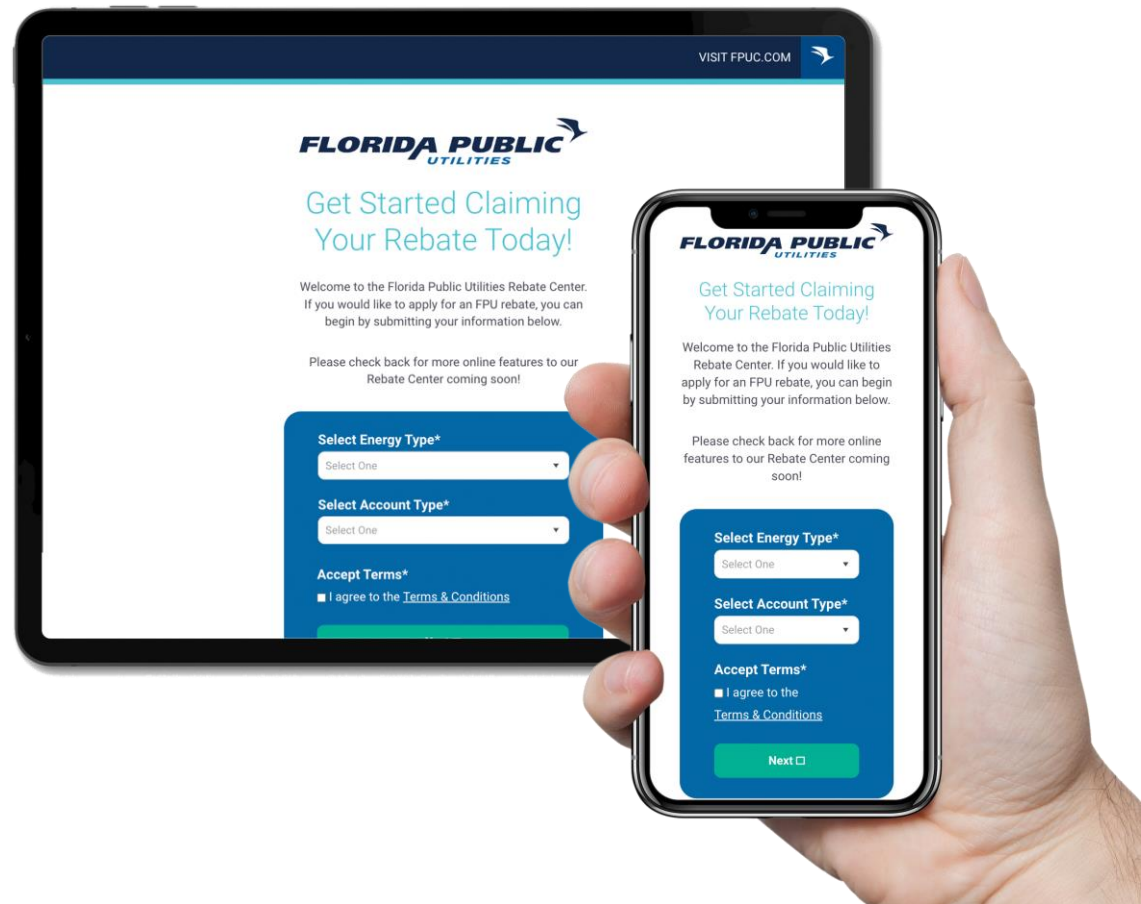 VISIT FPUC.COM
FLORIDA PUBLIC
UTILITIES
Get Started Claiming
Your Rebate Today!
Welcome to the Florida Public Utilities Rebate Center.
If you would like to apply for an FPU rebate, you can
begin by submitting your information below.
Please check back for more online features to our
Rebate Center coming soon!
Select Energy Type*
Select One
Select Account Type*
Select One
Accept Terms*
I agree to the Terms & Conditions
FLORIDA PUBLIC
UTILITIES
Get Started Claiming
Your Rebate Today!
Welcome to the Florida Public Utilities
Rebate Center. If you would like to
apply for an FPU rebate, you can begin
by submitting your information below.
Please check back for more online
features to our Rebate Center coming
soon!
Select Energy Type*
Select One
Select Account Type*
Select One
Accept Terms*
I agree to the
Terms & Conditions
Next